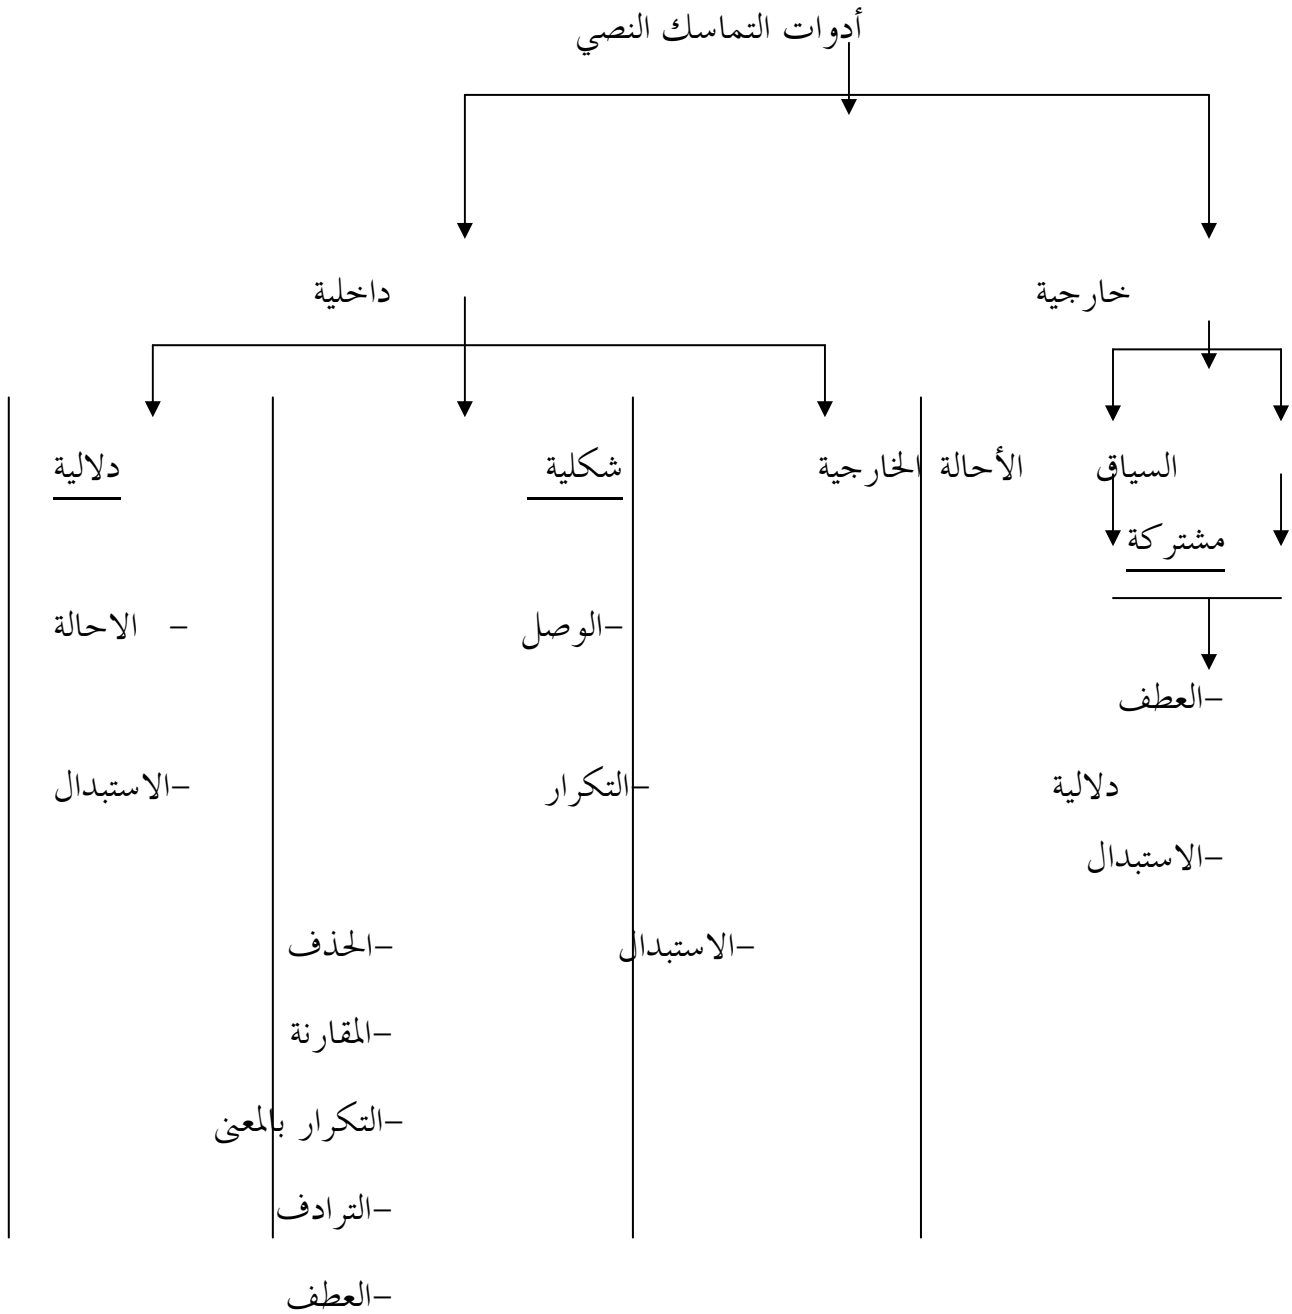 أدوات التماسك النصي
خارجية داخلية
السياق الأحالة الخارجية شكلية دلالية
مشتركة
–الوصل – الاحالة
–العطف
دلالية –التكرار –الاستبدال
–الاستبدال
–الاستبدال –الحذف
–المقارنة
–التكرار بالمعنى
–الترادف
–العطف